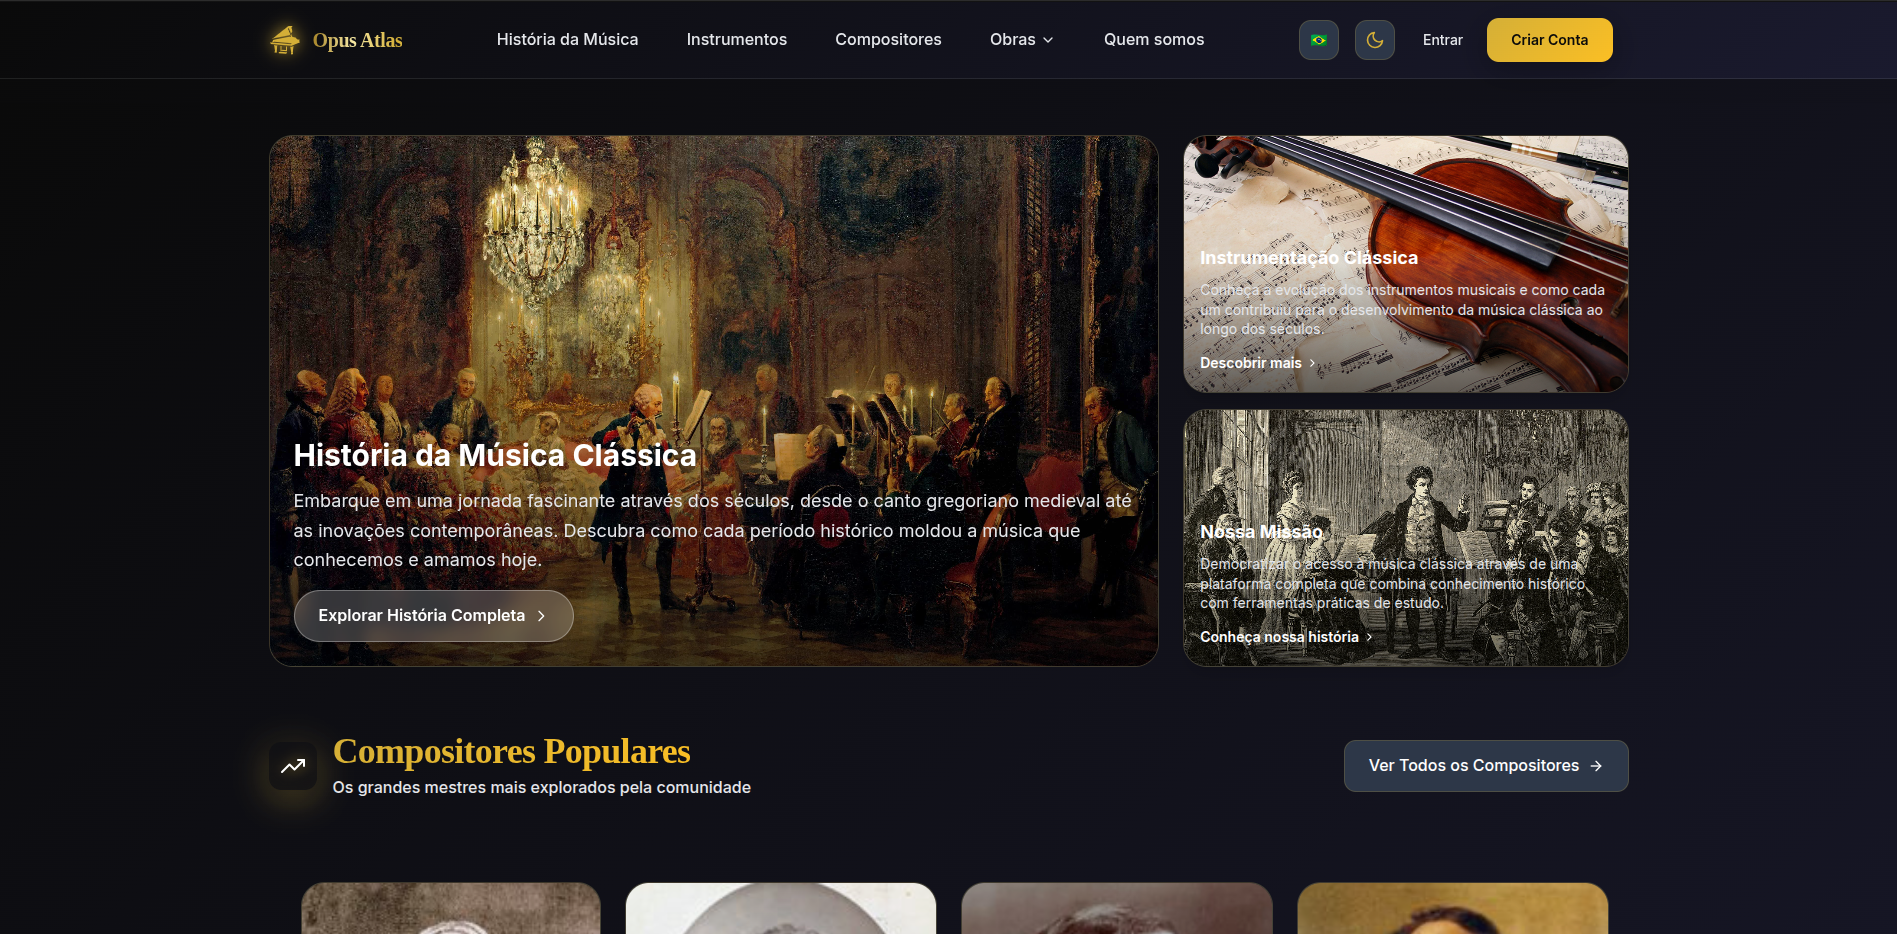 Opus Atlas
História da Música
Instrumentos
Compositores
Obras
Quem somos
Entrar
Criar Conta
História da Música Clássica
Embarque em uma jornada fascinante através dos séculos, desde o canto gregoriano medieval até
as inovações contemporâneas. Descubra como cada período histórico moldou a música que
conhecemos e amamos hoje.
Explorar História Completa
Instrumentação Clássica
Conheça a evolução dos instrumentos musicais e como cada
um contribuiu para o desenvolvimento da música clássica ao
longo dos séculos.
Descobrir mais
Nossa Missão
Democratizar o acesso à música clássica através de uma
plataforma completa que combina conhecimento histórico
com ferramentas práticas de estudo.
Conheça nossa história
Compositores Populares
Os grandes mestres mais explorados pela comunidade
Ver Todos os Compositores